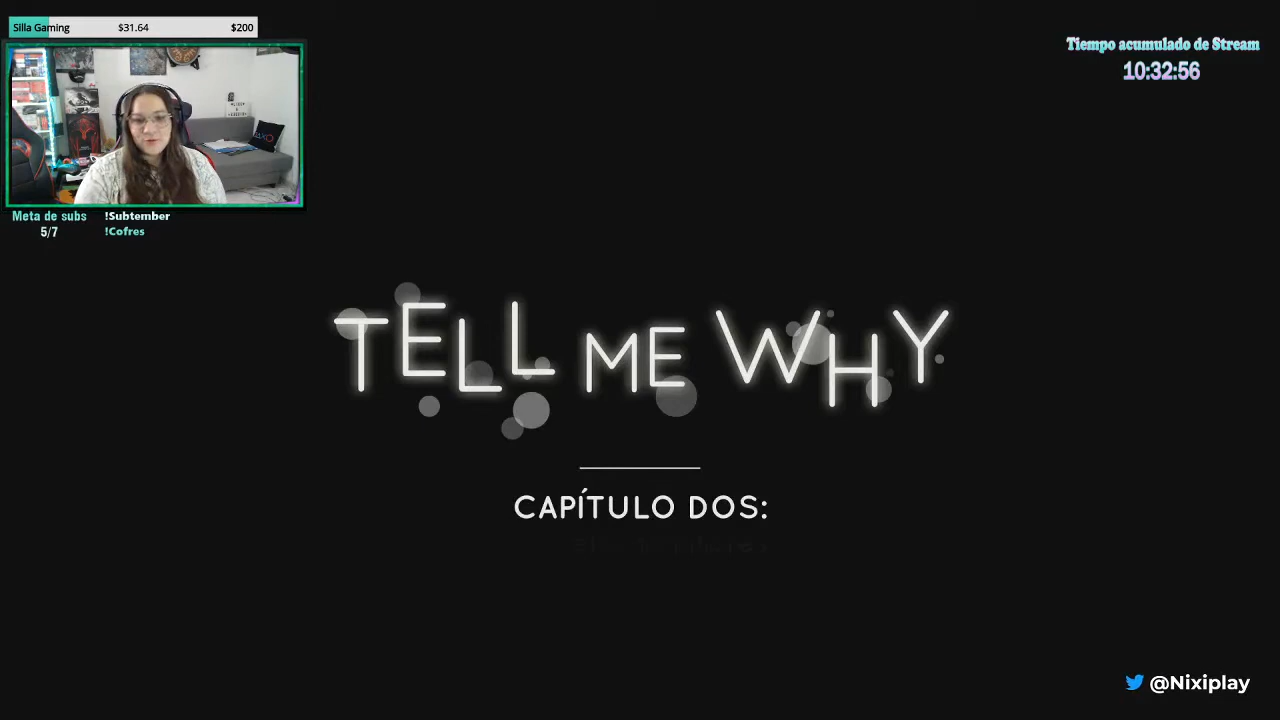 Silla Gaming $31.64 $200
Tiempo acumulado de Stream
10:32:56
Meta de subs !Subtember
5/7 !Cofres
TELL ME WHY
CAPÍTULO DOS:
@Nixiplay